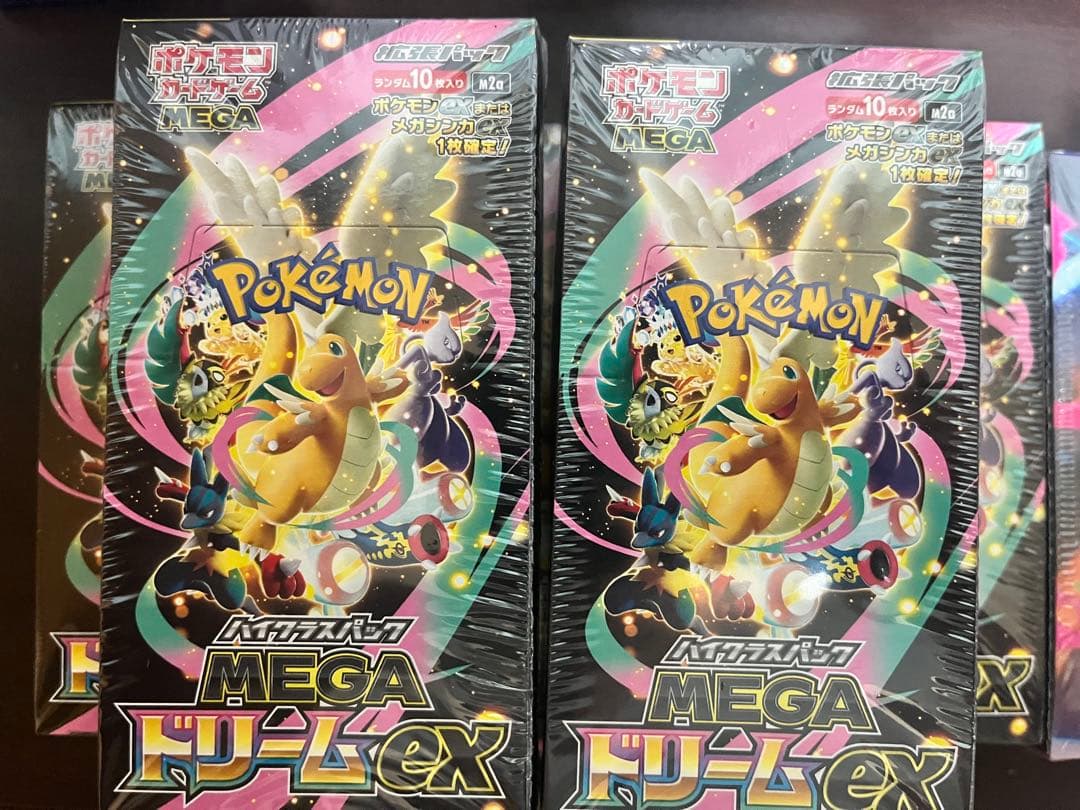 ポケモン
カードゲーム
MEGA
拡張パック
ランダム10枚入り M2a
ポケモンexまたは
メガシンカex
1枚確定!
POKéMON
ハイクラスパック
MEGA
ドリームex
ポケモン
カードゲーム
MEGA
拡張パック
ランダム10枚入り M2a
ポケモンexまたは
メガシンカex
1枚確定!
POKéMON
ハイクラスパック
MEGA
ドリームex
パック
M2a
ex